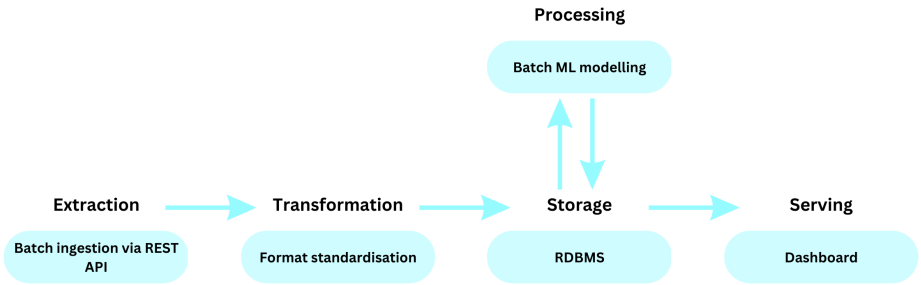 Processing
Batch ML modelling
Extraction
Transformation
Storage
Serving
Batch ingestion via REST
API
Format standardisation
RDBMS
Dashboard